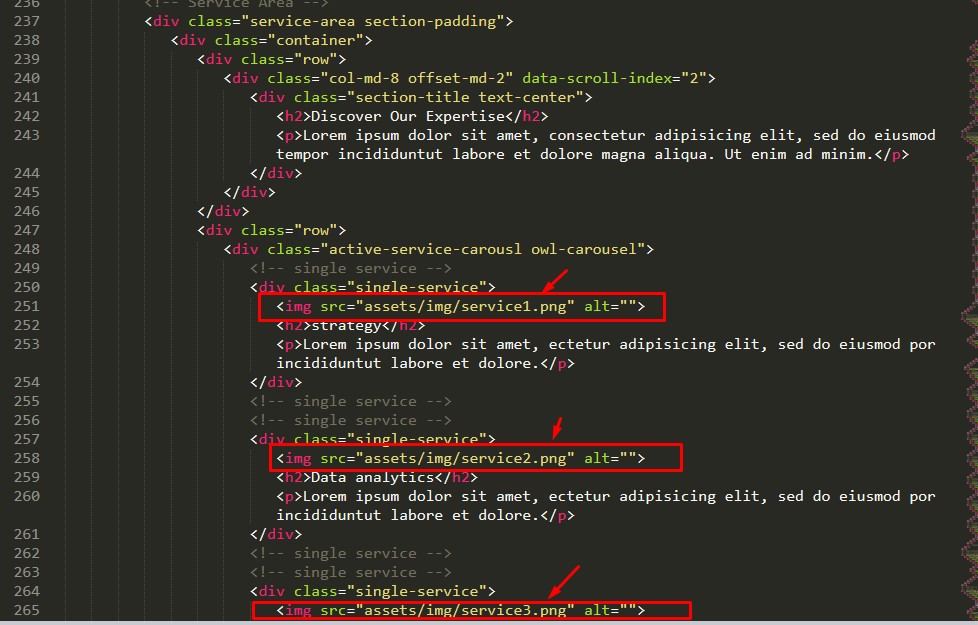 236 <!-- Service Area -->
237 <div class="service-area section-padding">
238 <div class="container">
239 <div class="row">
240 <div class="col-md-8 offset-md-2" data-scroll-index="2">
241 <div class="section-title text-center">
242 <h2>Discover Our Expertise</h2>
243 <p>Lorem ipsum dolor sit amet, consectetur adipisicing elit, sed do eiusmod
tempor incididuntut labore et dolore magna aliqua. Ut enim ad minim.</p>
244 </div>
245 </div>
246 </div>
247 <div class="row">
248 <div class="active-service-carousl owl-carousel">
249 <!-- single service -->
250 <div class="single-service">
251 <img src="assets/img/service1.png" alt="">
252 <h2>strategy</h2>
253 <p>Lorem ipsum dolor sit amet, ectetur adipisicing elit, sed do eiusmod por
incididuntut labore et dolore.</p>
254 </div>
255 <!-- single service -->
256 <!-- single service -->
257 <div class="single-service">
258 <img src="assets/img/service2.png" alt="">
259 <h2>Data analytics</h2>
260 <p>Lorem ipsum dolor sit amet, ectetur adipisicing elit, sed do eiusmod por
incididuntut labore et dolore.</p>
261 </div>
262 <!-- single service -->
263 <!-- single service -->
264 <div class="single-service">
265 <img src="assets/img/service3.png" alt="">